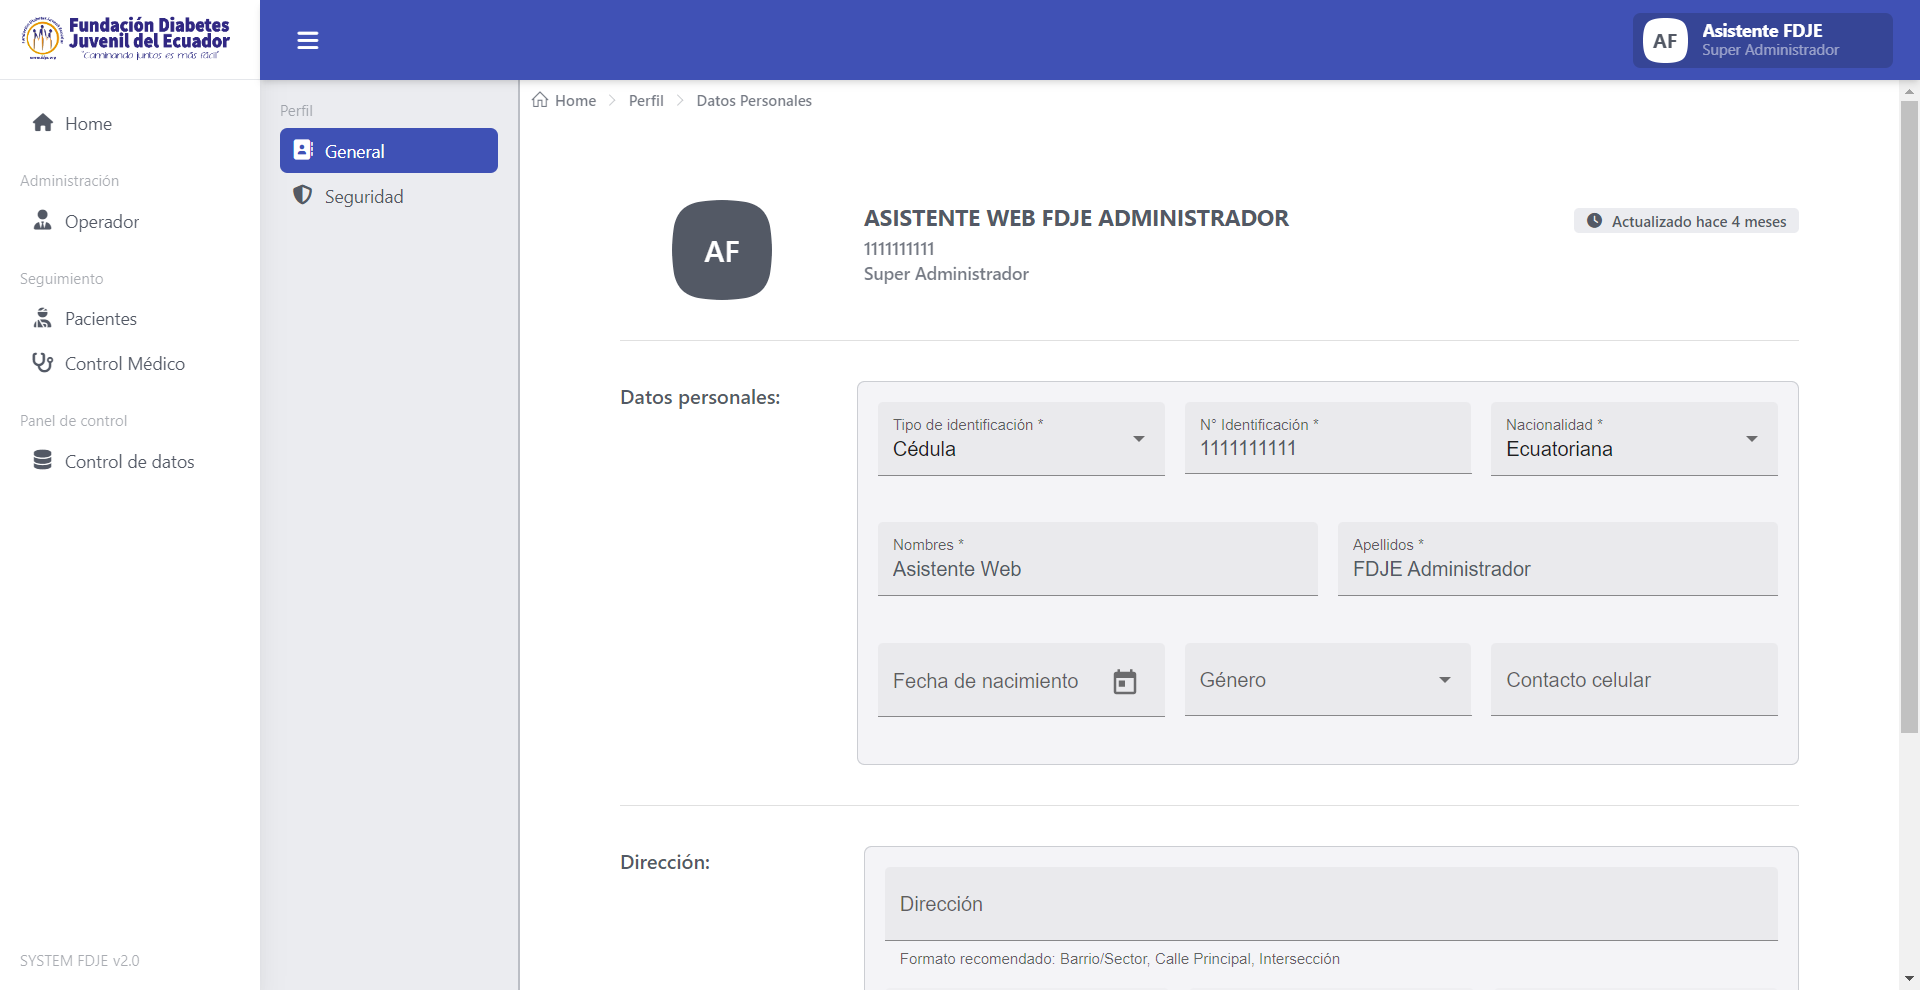 Fundación Diabetes
Juvenil del Ecuador
"Caminando juntos es más fácil"
Asistente FDJE
AF
Super Administrador
Home
Administración
Operador
Seguimiento
Pacientes
Control Médico
Panel de control
Control de datos
SYSTEM FDJE v2.0
Perfil
General
Seguridad
Home
Perfil
Datos Personales
AF
ASISTENTE WEB FDJE ADMINISTRADOR
1111111111
Super Administrador
Actualizado hace 4 meses
Datos personales:
Tipo de identificación *
Cédula
N° Identificación *
1111111111
Nacionalidad *
Ecuatoriana
Nombres *
Asistente Web
Apellidos *
FDJE Administrador
Fecha de nacimiento
Género
Contacto celular
Dirección:
Dirección
Formato recomendado: Barrio/Sector, Calle Principal, Intersección